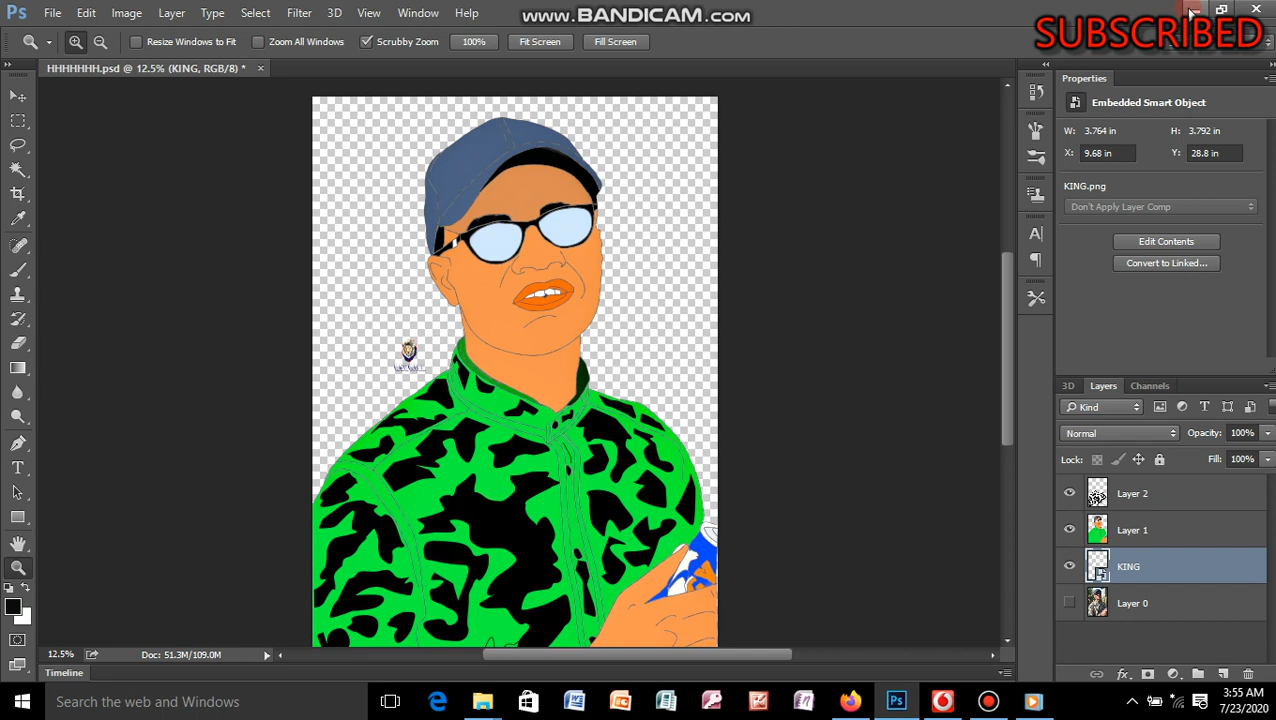 Ps File Edit Image Layer Type Select Filter 3D View Window Help
www.BANDICAM.com
SUBSCRIBED
Resize Windows to Fit Zoom All Windows Scrubby Zoom 100% Fit Screen Fill Screen
HHHHHHH.psd @ 12.5% (KING, RGB/8) *
Properties
Embedded Smart Object
W: 3.764 in H: 3.792 in
X: 9.68 in Y: 28.8 in
KING.png
Don't Apply Layer Comp
Edit Contents
Convert to Linked...
3D Layers Channels
Kind
Normal Opacity: 100%
Lock: Fill: 100%
Layer 2
Layer 1
KING
Layer 0
12.5% Doc: 51.3M/109.0M
Timeline
Search the web and Windows
3:55 AM
7/23/2020